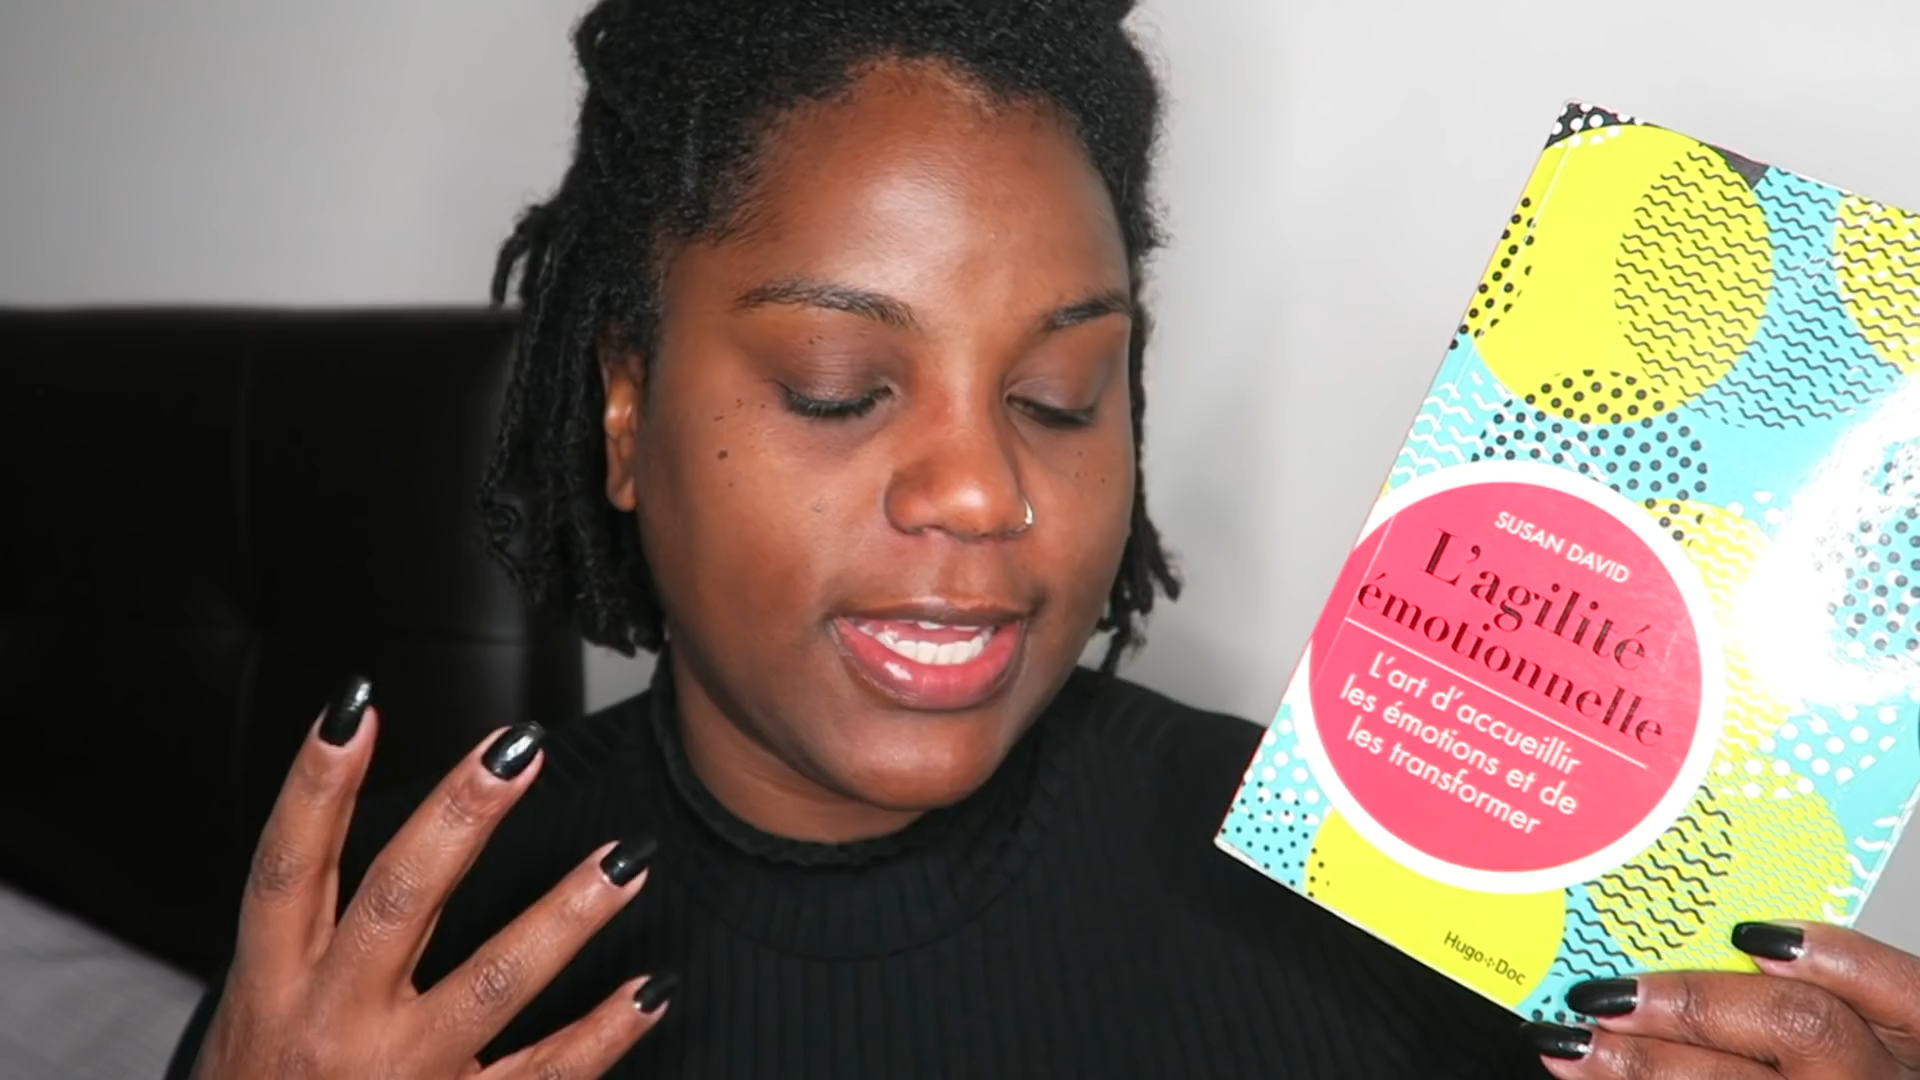 SUSAN DAVID
L'agilité
émotionnelle
L'art d'accueillir
les émotions et de
les transformer
Hugo÷Doc